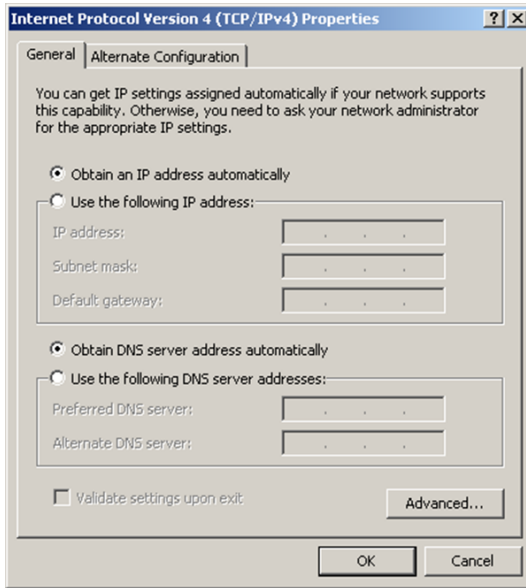 Internet Protocol Version 4 (TCP/IPv4) Properties
General
Alternate Configuration
You can get IP settings assigned automatically if your network supports
this capability. Otherwise, you need to ask your network administrator
for the appropriate IP settings.
Obtain an IP address automatically
Use the following IP address:
IP address:
Subnet mask:
Default gateway:
Obtain DNS server address automatically
Use the following DNS server addresses:
Preferred DNS server:
Alternate DNS server:
Validate settings upon exit
Advanced...
OK
Cancel